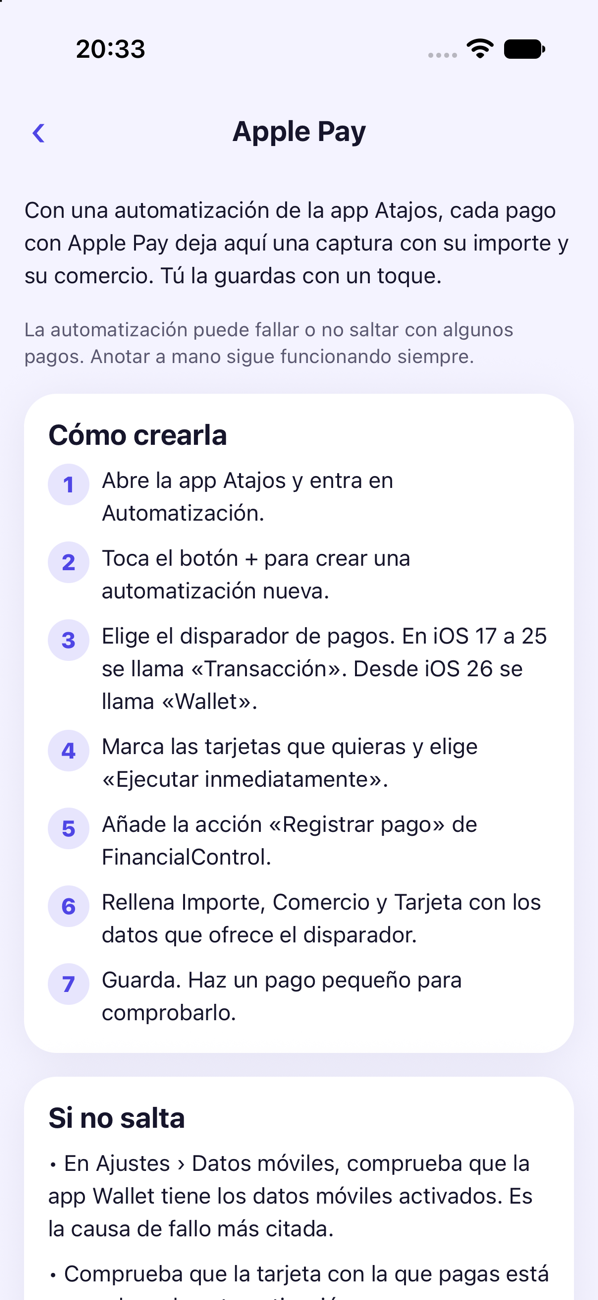 20:33
‹
Apple Pay
Con una automatización de la app Atajos, cada pago
con Apple Pay deja aquí una captura con su importe y
su comercio. Tú la guardas con un toque.
La automatización puede fallar o no saltar con algunos
pagos. Anotar a mano sigue funcionando siempre.
Cómo crearla
1 Abre la app Atajos y entra en
Automatización.
2 Toca el botón + para crear una
automatización nueva.
3 Elige el disparador de pagos. En iOS 17 a 25
se llama «Transacción». Desde iOS 26 se
llama «Wallet».
4 Marca las tarjetas que quieras y elige
«Ejecutar inmediatamente».
5 Añade la acción «Registrar pago» de
FinancialControl.
6 Rellena Importe, Comercio y Tarjeta con los
datos que ofrece el disparador.
7 Guarda. Haz un pago pequeño para
comprobarlo.
Si no salta
• En Ajustes › Datos móviles, comprueba que la
app Wallet tiene los datos móviles activados. Es
la causa de fallo más citada.
• Comprueba que la tarjeta con la que pagas está